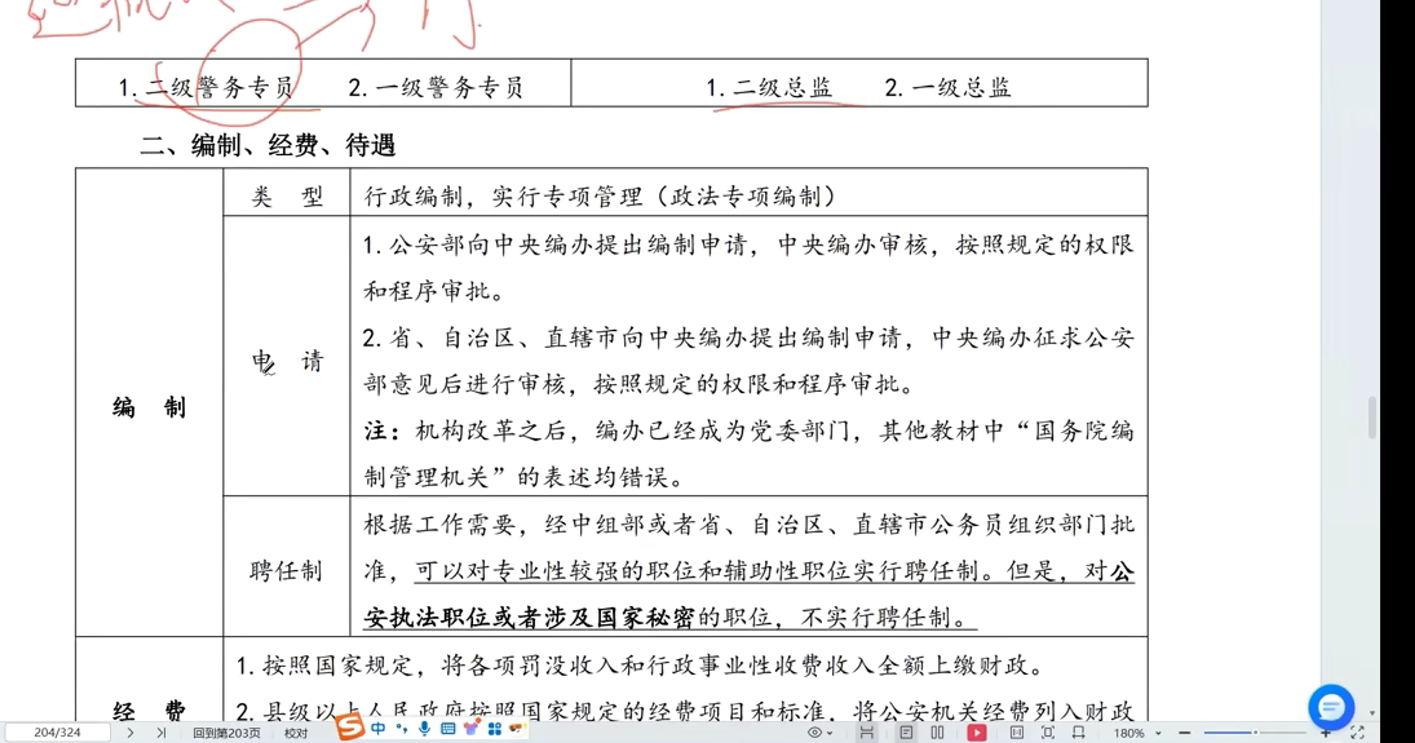 1.二级警务专员 2.一级警务专员 1.二级总监 2.一级总监
二、编制、经费、待遇
编 制
类 型
行政编制，实行专项管理（政法专项编制）
申 请
1.公安部向中央编办提出编制申请，中央编办审核，按照规定的权限
和程序审批。
2.省、自治区、直辖市向中央编办提出编制申请，中央编办征求公安
部意见后进行审核，按照规定的权限和程序审批。
注：机构改革之后，编办已经成为党委部门，其他教材中“国务院编
制管理机关”的表述均错误。
聘任制
根据工作需要，经中组部或者省、自治区、直辖市公务员组织部门批
准，可以对专业性较强的职位和辅助性职位实行聘任制。但是，对公
安执法职位或者涉及国家秘密的职位，不实行聘任制。
经 费
1.按照国家规定，将各项罚没收入和行政事业性收费收入全额上缴财政。
2.县级以上人民政府按照国家规定的经费项目和标准，将公安机关经费列入财政
204/324 回到第203页 校对 中 180%